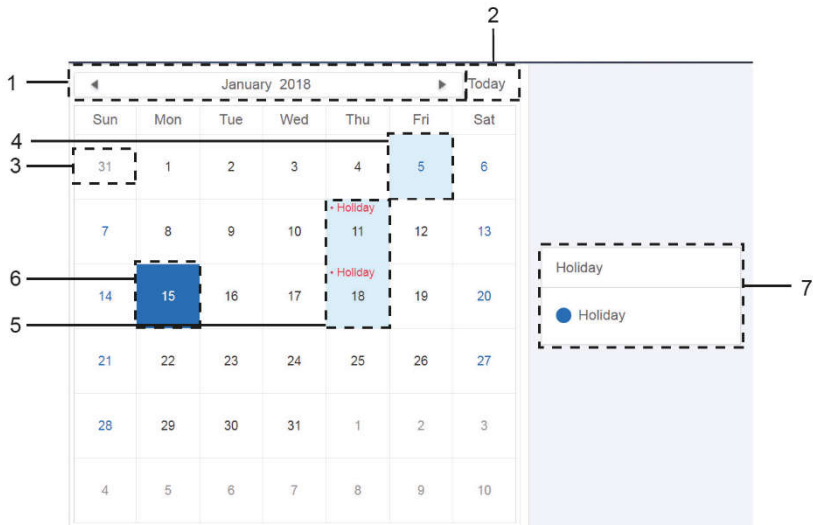 2
1
January 2018
Today
Sun Mon Tue Wed Thu Fri Sat
4
3
31 1 2 3 4 5 6
• Holiday
7 8 9 10 11 12 13
• Holiday
6
14 15 16 17 18 19 20
5
Holiday
Holiday
7
21 22 23 24 25 26 27
28 29 30 31 1 2 3
4 5 6 7 8 9 10